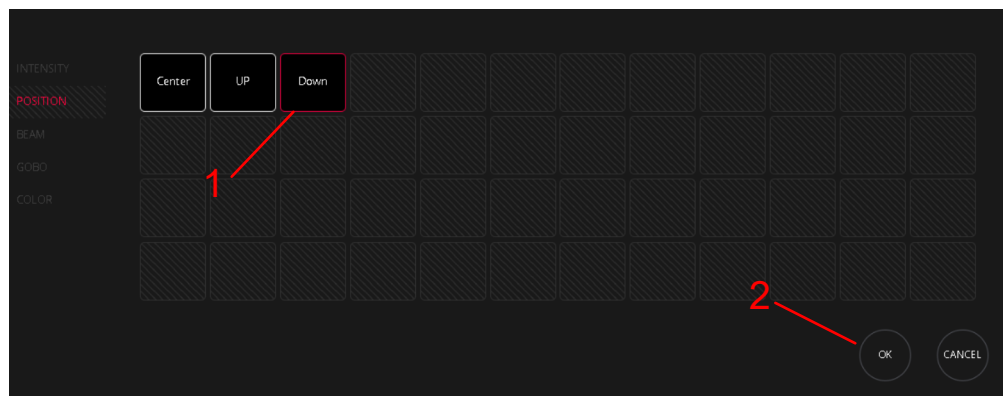 INTENSITY
POSITION
BEAM
GOBO
COLOR
Center
UP
Down
1
2
OK
CANCEL